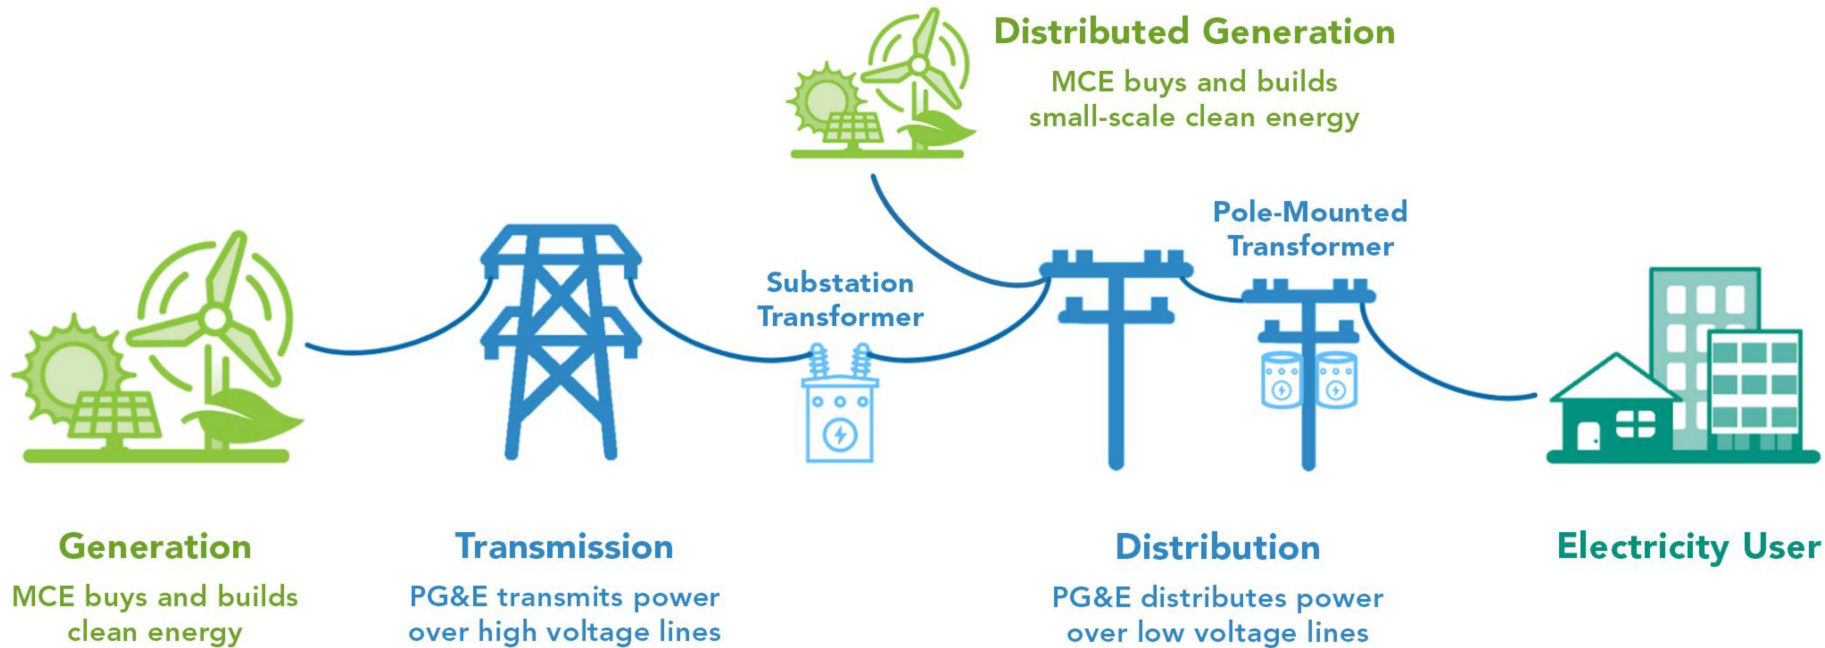 Distributed Generation
MCE buys and builds
small-scale clean energy
Pole-Mounted
Transformer
Substation
Transformer
Generation
MCE buys and builds
clean energy
Transmission
PG&E transmits power
over high voltage lines
Distribution
PG&E distributes power
over low voltage lines
Electricity User